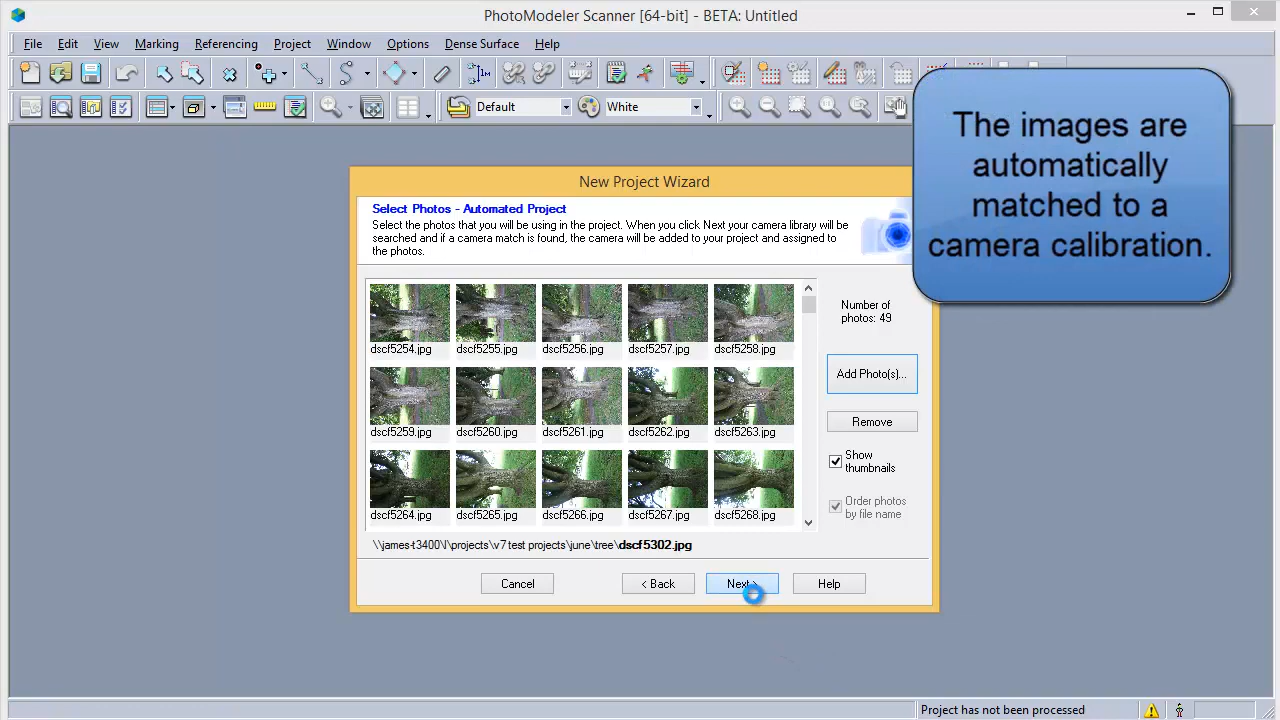 PhotoModeler Scanner [64-bit] - BETA: Untitled
File Edit View Marking Referencing Project Window Options Dense Surface Help
Default White
The images are
automatically
matched to a
camera calibration.
New Project Wizard
Select Photos - Automated Project
Select the photos that you will be using in the project. When you click Next your camera library will be
searched and if a camera match is found, the camera will be added to your project and assigned to
the photos.
dscf5254.jpg dscf5255.jpg dscf5256.jpg dscf5257.jpg dscf5258.jpg
dscf5259.jpg dscf5260.jpg dscf5261.jpg dscf5262.jpg dscf5263.jpg
dscf5264.jpg dscf5265.jpg dscf5266.jpg dscf5267.jpg dscf5268.jpg
Number of
photos: 49
Add Photo(s)...
Remove
Show
thumbnails
Order photos
by file name
\\james-t3400\l\projects\v7 test projects\june\tree\dscf5302.jpg
Cancel < Back Next > Help
Project has not been processed